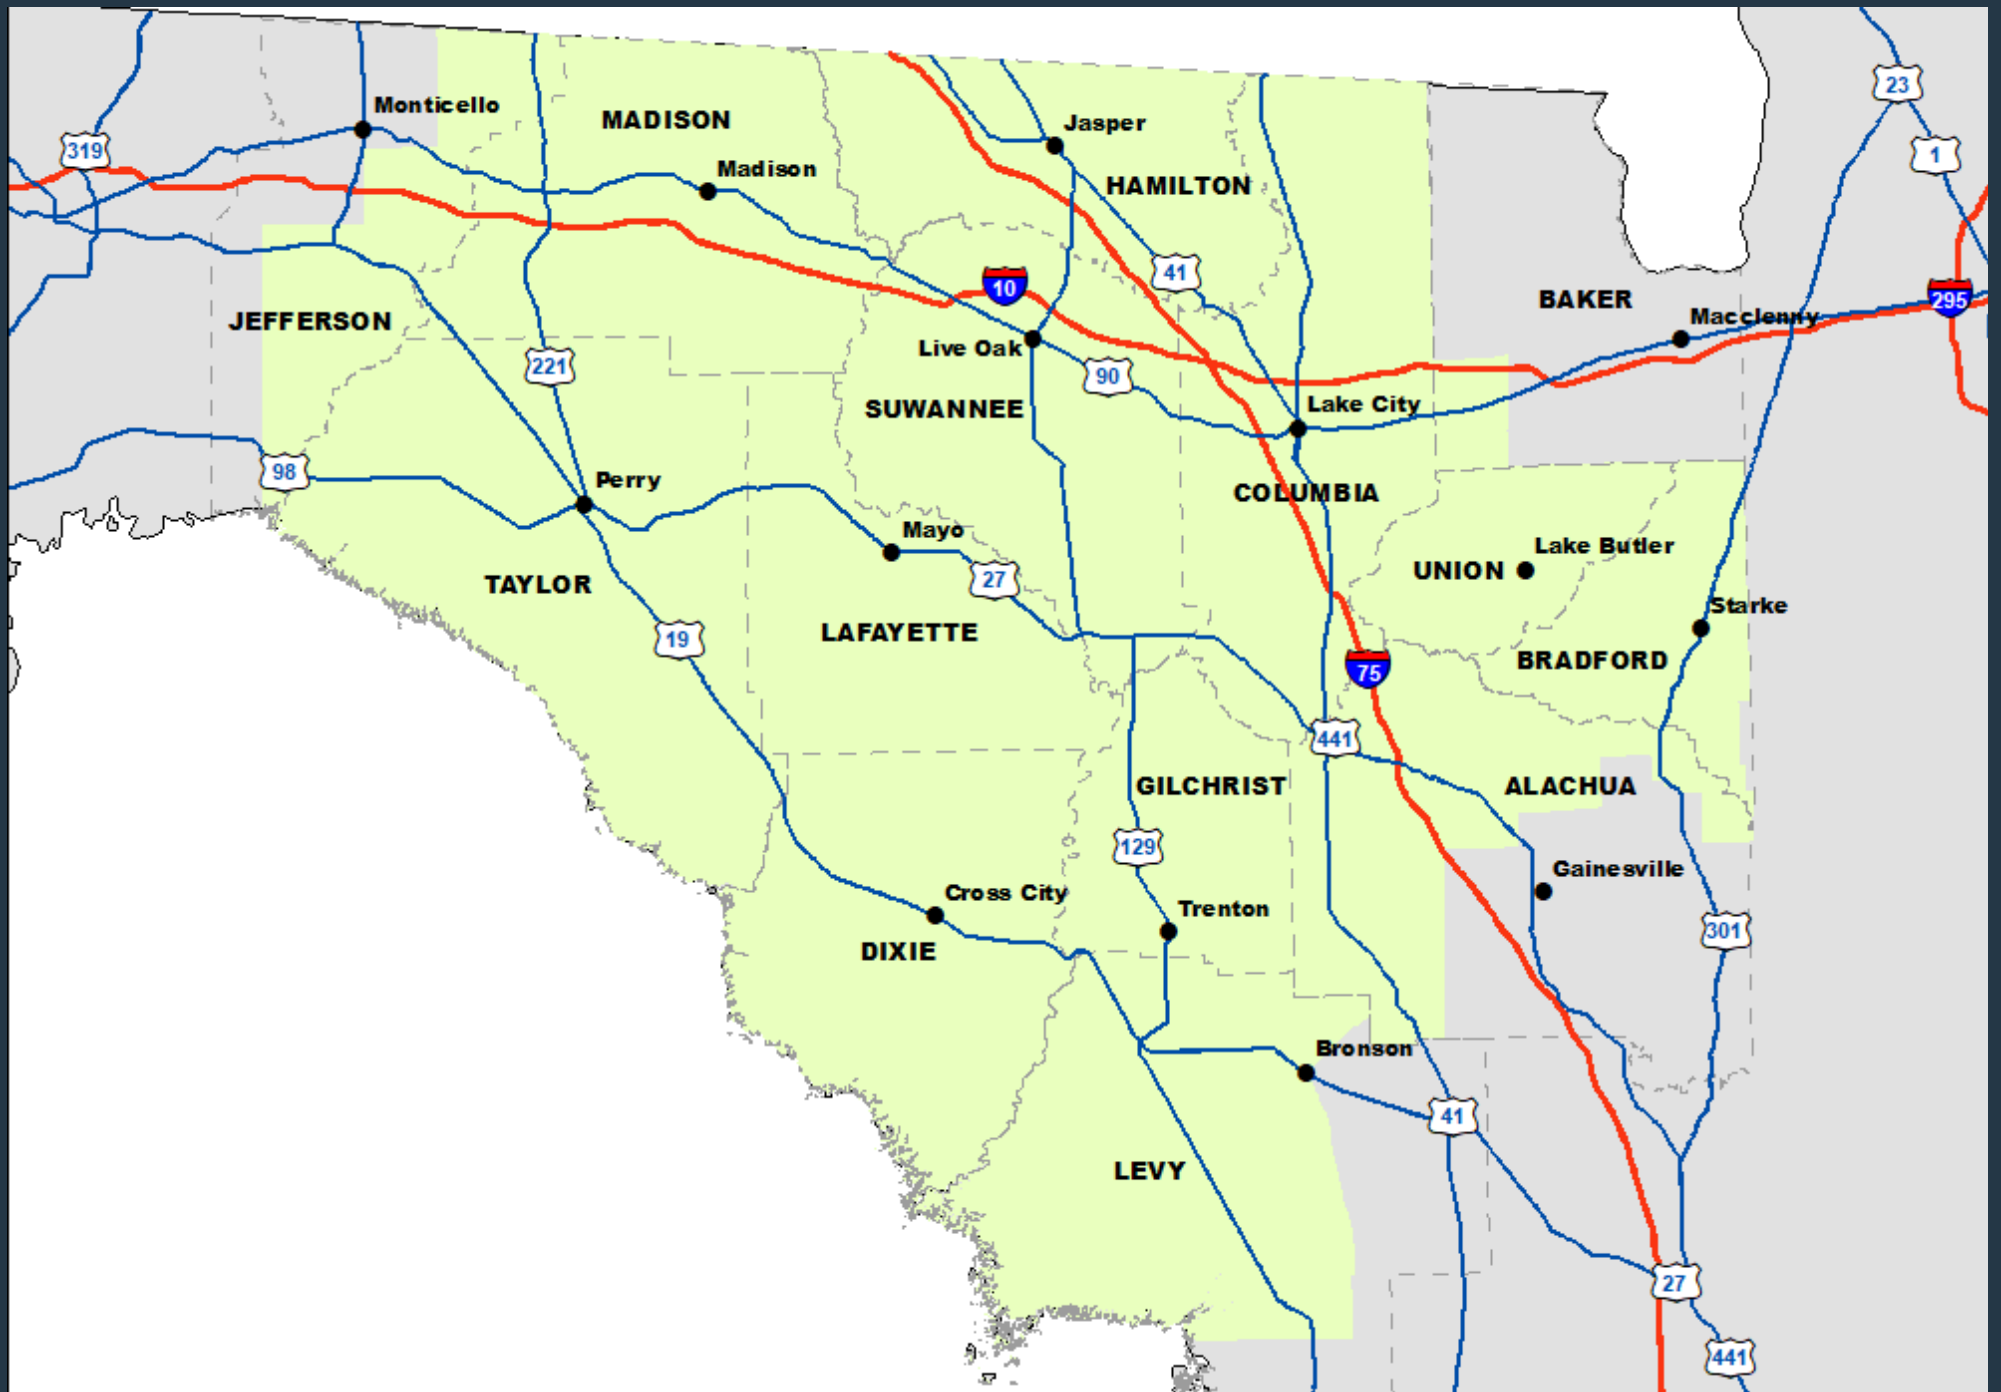 23
Monticello
MADISON
Jasper
319
1
Madison
HAMILTON
41
10
295
BAKER
Macclenny
JEFFERSON
Live Oak
221
90
SUWANNEE
Lake City
98
Perry
COLUMBIA
Mayo
Lake Butler
27
UNION
TAYLOR
Starke
19
LAFAYETTE
BRADFORD
75
441
GILCHRIST
ALACHUA
129
Gainesville
Cross City
Trenton
301
DIXIE
Bronson
41
LEVY
27
441